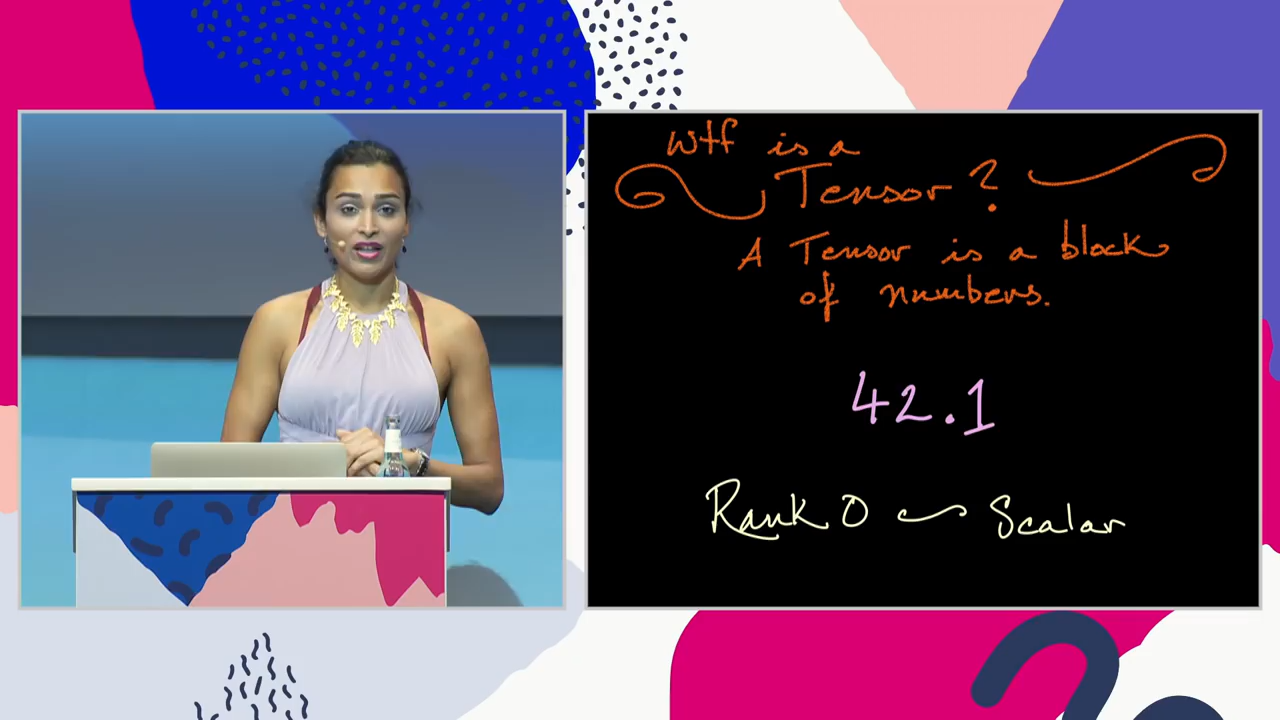 wtf is a
Tensor?
A Tensor is a block
of numbers.
42.1
Rank 0 ~ Scalar